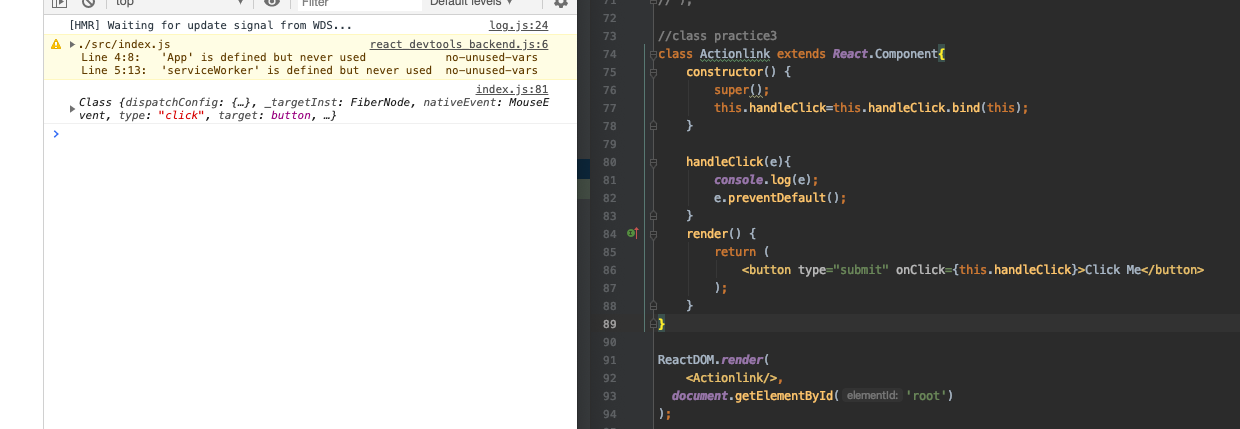 top
Filter
Default levels
[HMR] Waiting for update signal from WDS... log.js:24
./src/index.js react devtools backend.js:6
Line 4:8: 'App' is defined but never used no-unused-vars
Line 5:13: 'serviceWorker' is defined but never used no-unused-vars
index.js:81
Class {dispatchConfig: {…}, _targetInst: FiberNode, nativeEvent: MouseE
vent, type: "click", target: button, …}
71 // );
72
73 //class practice3
74 class Actionlink extends React.Component{
75 constructor() {
76 super();
77 this.handleClick=this.handleClick.bind(this);
78 }
79
80 handleClick(e){
81 console.log(e);
82 e.preventDefault();
83 }
84 render() {
85 return (
86 <button type="submit" onClick={this.handleClick}>Click Me</button>
87 );
88 }
89 }
90
91 ReactDOM.render(
92 <Actionlink/>,
93 document.getElementById( elementId: 'root')
94 );